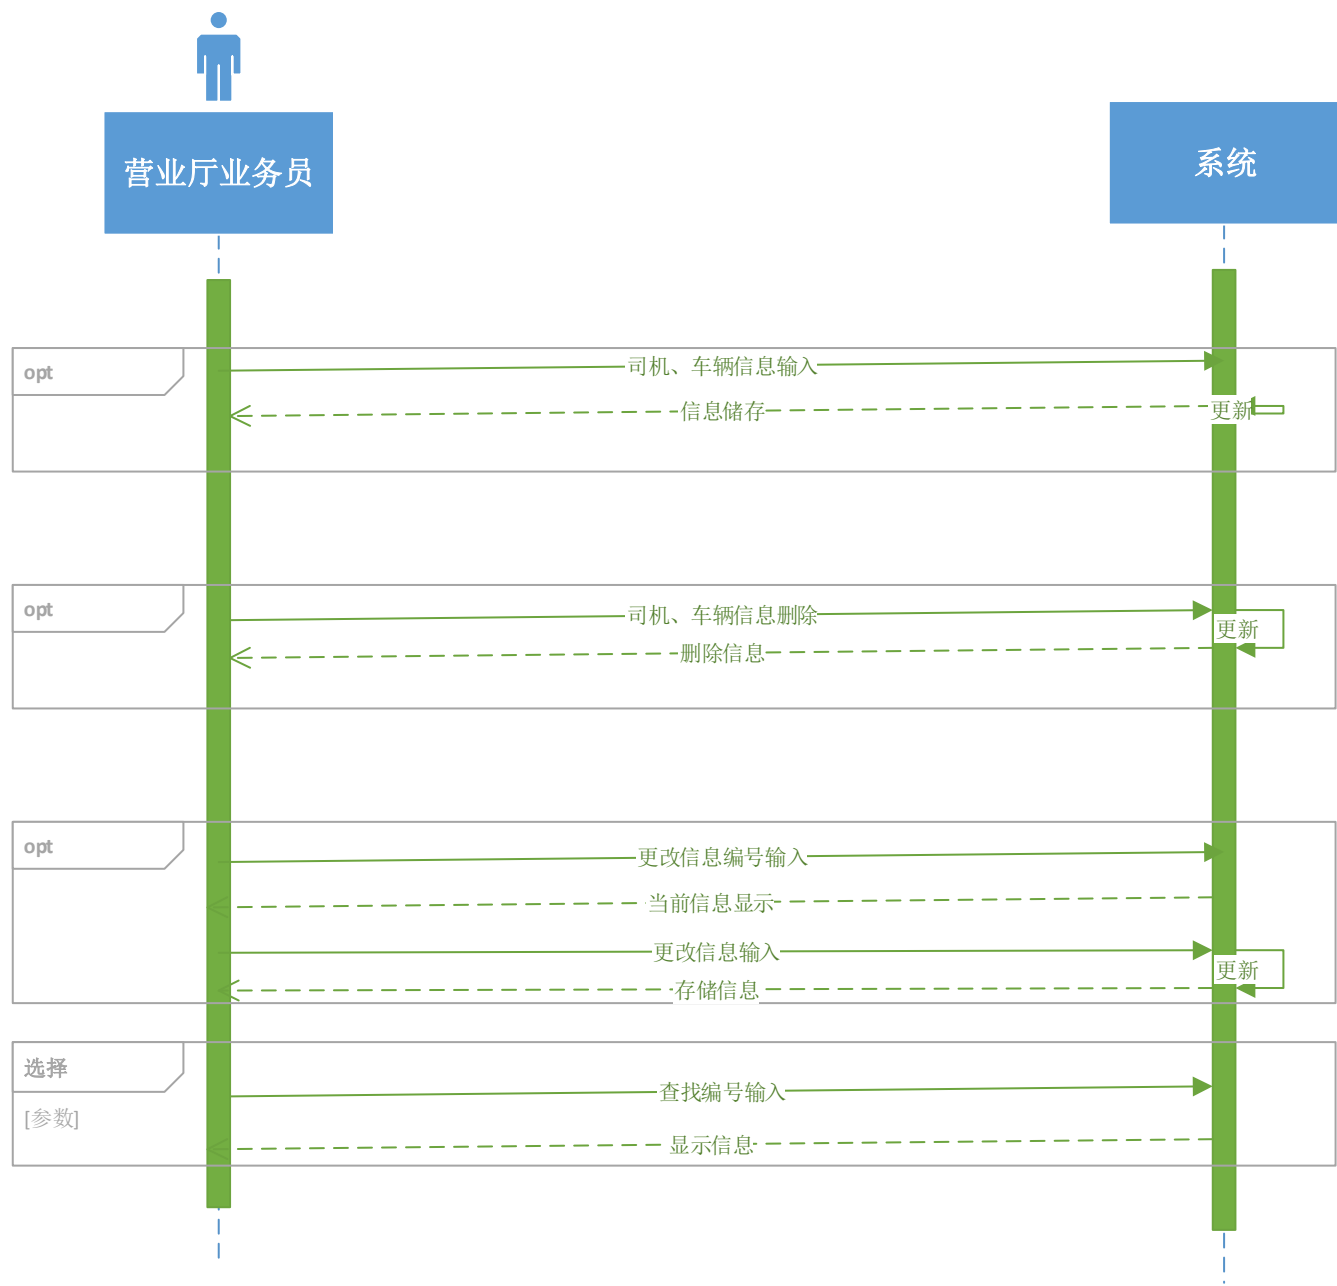 营业厅业务员
系统
opt
司机、车辆信息输入
信息储存
更新
opt
司机、车辆信息删除
更新
删除信息
opt
更改信息编号输入
当前信息显示
更改信息输入
更新
存储信息
选择
查找编号输入
[参数]
显示信息